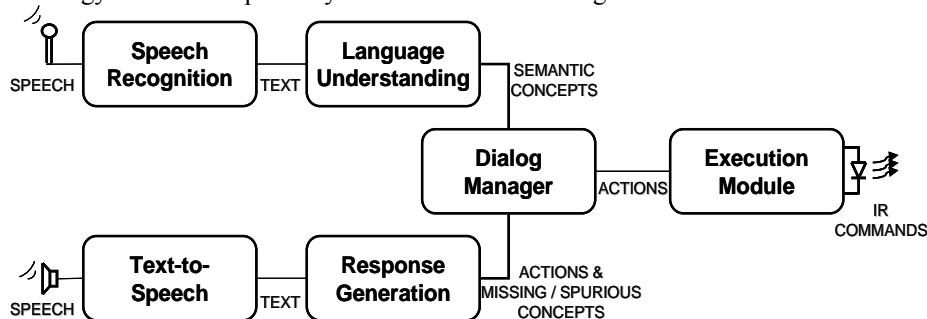 Speech
Recognition
Language
Understanding
SPEECH
TEXT
SEMANTIC
CONCEPTS
Dialog
Manager
ACTIONS
Execution
Module
IR
COMMANDS
Text-to-
Speech
Response
Generation
SPEECH
TEXT
ACTIONS &
MISSING / SPURIOUS
CONCEPTS